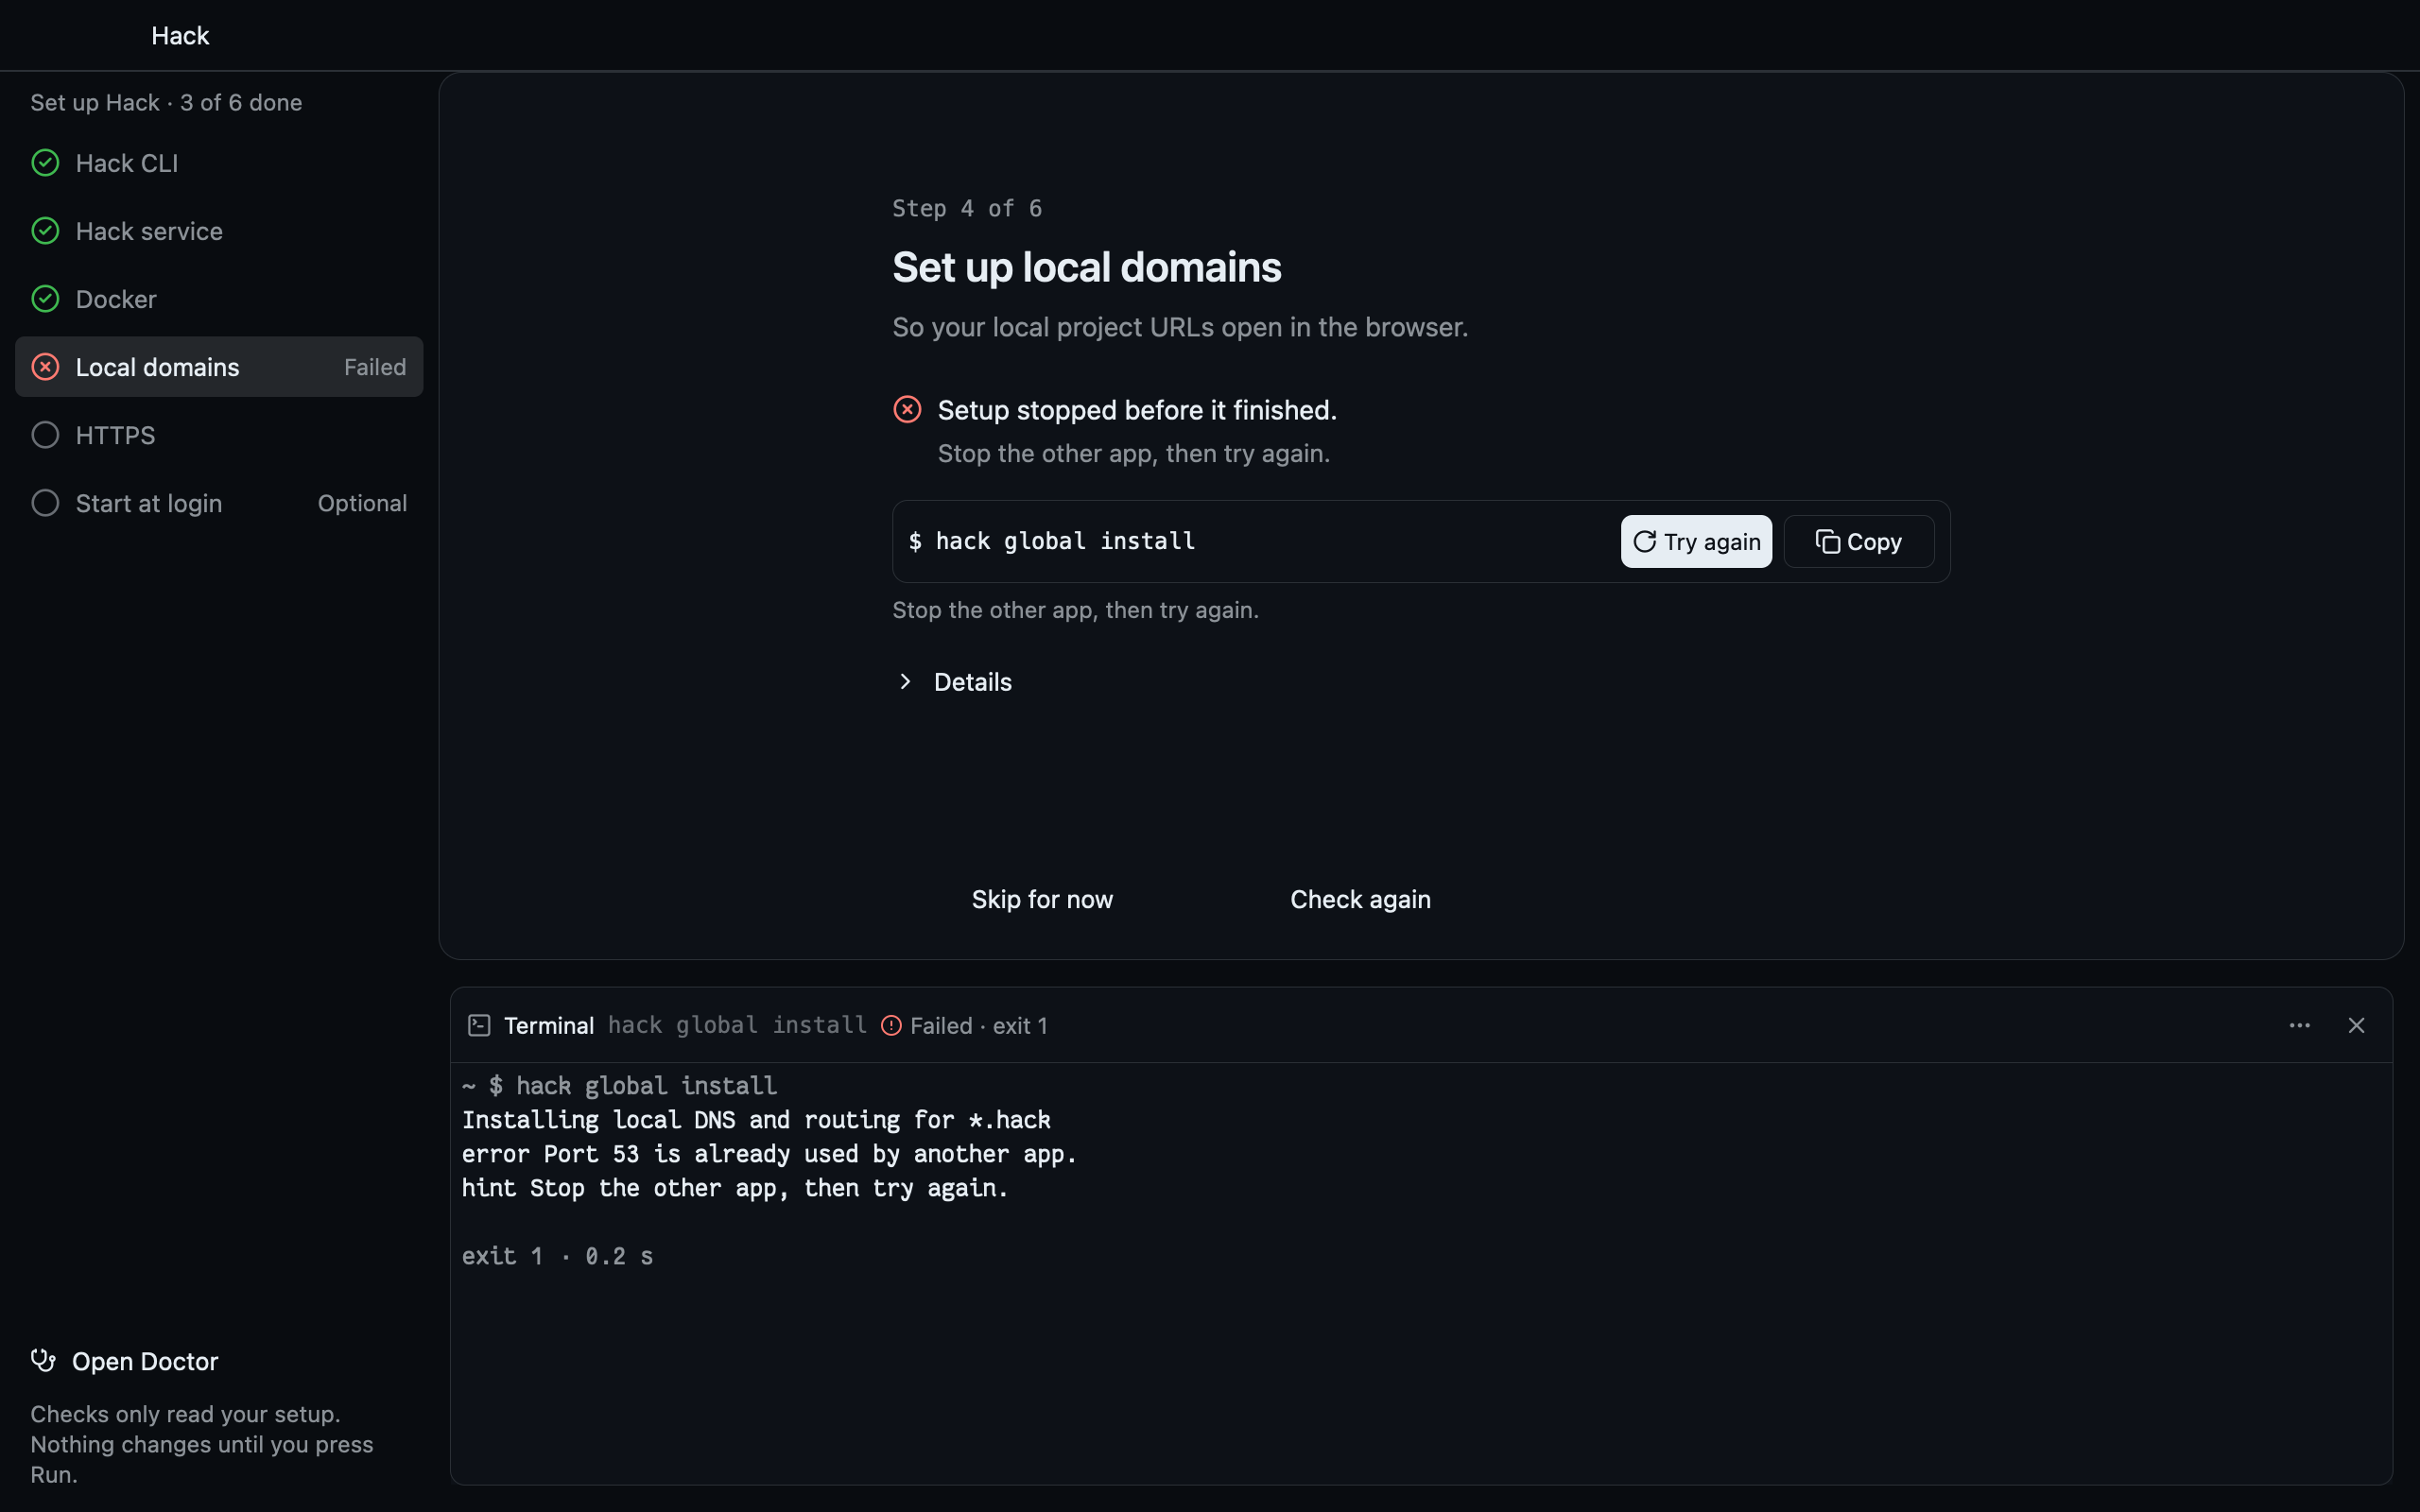 Hack
Set up Hack · 3 of 6 done
Hack CLI
Hack service
Docker
Local domains Failed
HTTPS
Start at login Optional
Open Doctor
Checks only read your setup.
Nothing changes until you press
Run.
Step 4 of 6
Set up local domains
So your local project URLs open in the browser.
Setup stopped before it finished.
Stop the other app, then try again.
$ hack global install Try again Copy
Stop the other app, then try again.
Details
Skip for now Check again
Terminal hack global install Failed · exit 1
~ $ hack global install
Installing local DNS and routing for *.hack
error Port 53 is already used by another app.
hint Stop the other app, then try again.
exit 1 · 0.2 s